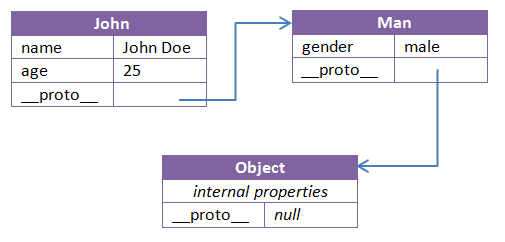 John
name John Doe
age 25
__proto__
Man
gender male
__proto__
Object
internal properties
__proto__ null